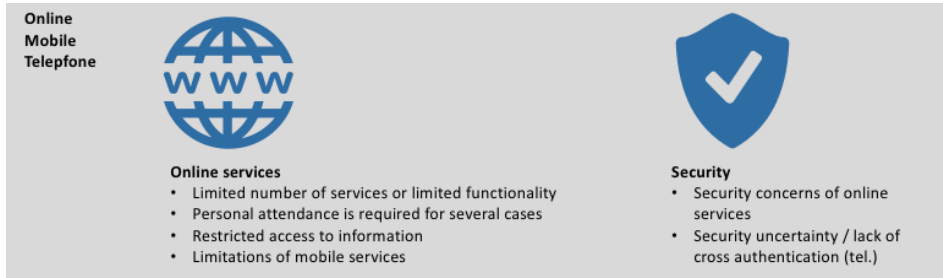 Online
Mobile
Telepfone
W W W
Online services
• Limited number of services or limited functionality
• Personal attendance is required for several cases
• Restricted access to information
• Limitations of mobile services
Security
• Security concerns of online
services
• Security uncertainty / lack of
cross authentication (tel.)